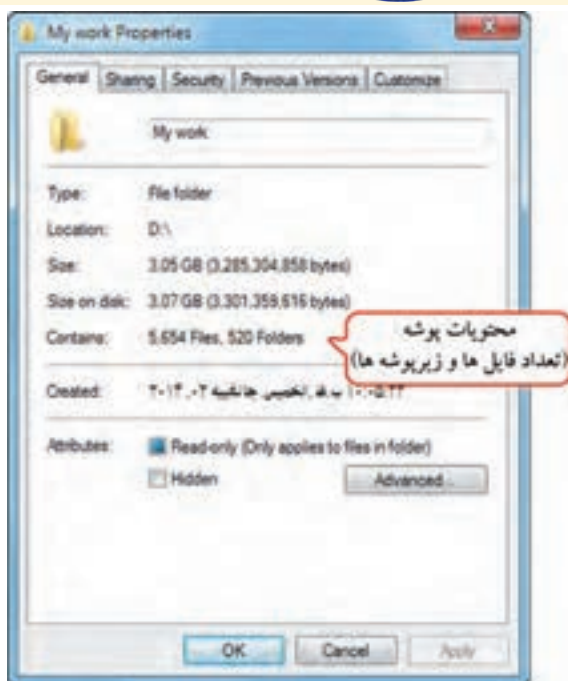 My work Properties
General Sharing Security Previous Versions Customize
My work
Type: File folder
Location: D:\
Size: 3.05 GB (3,285,304,858 bytes)
Size on disk: 3.07 GB (3,301,359,616 bytes)
Contains: 5,654 Files, 520 Folders
محتویات پوشه
(تعداد فایل ها و زیرپوشه ها)
Created:
Attributes: Read-only (Only applies to files in folder)
Hidden Advanced...
OK Cancel Apply